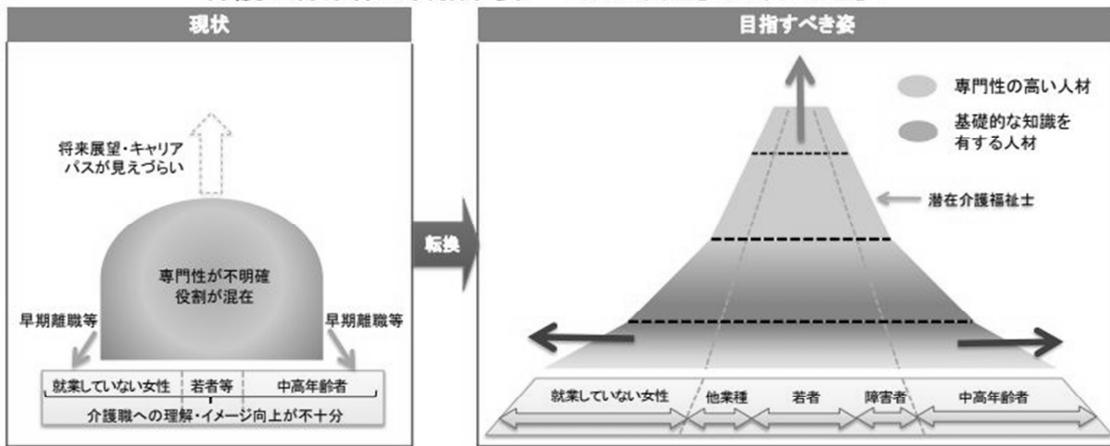 現状
将来展望・キャリア
パスが見えづらい
専門性が不明確
役割が混在
早期離職等
早期離職等
就業していない女性
若者等
中高年齢者
介護職への理解・イメージ向上が不十分
転換
目指すべき姿
専門性の高い人材
基礎的な知識を
有する人材
潜在介護福祉士
就業していない女性
他業種
若者
障害者
中高年齢者